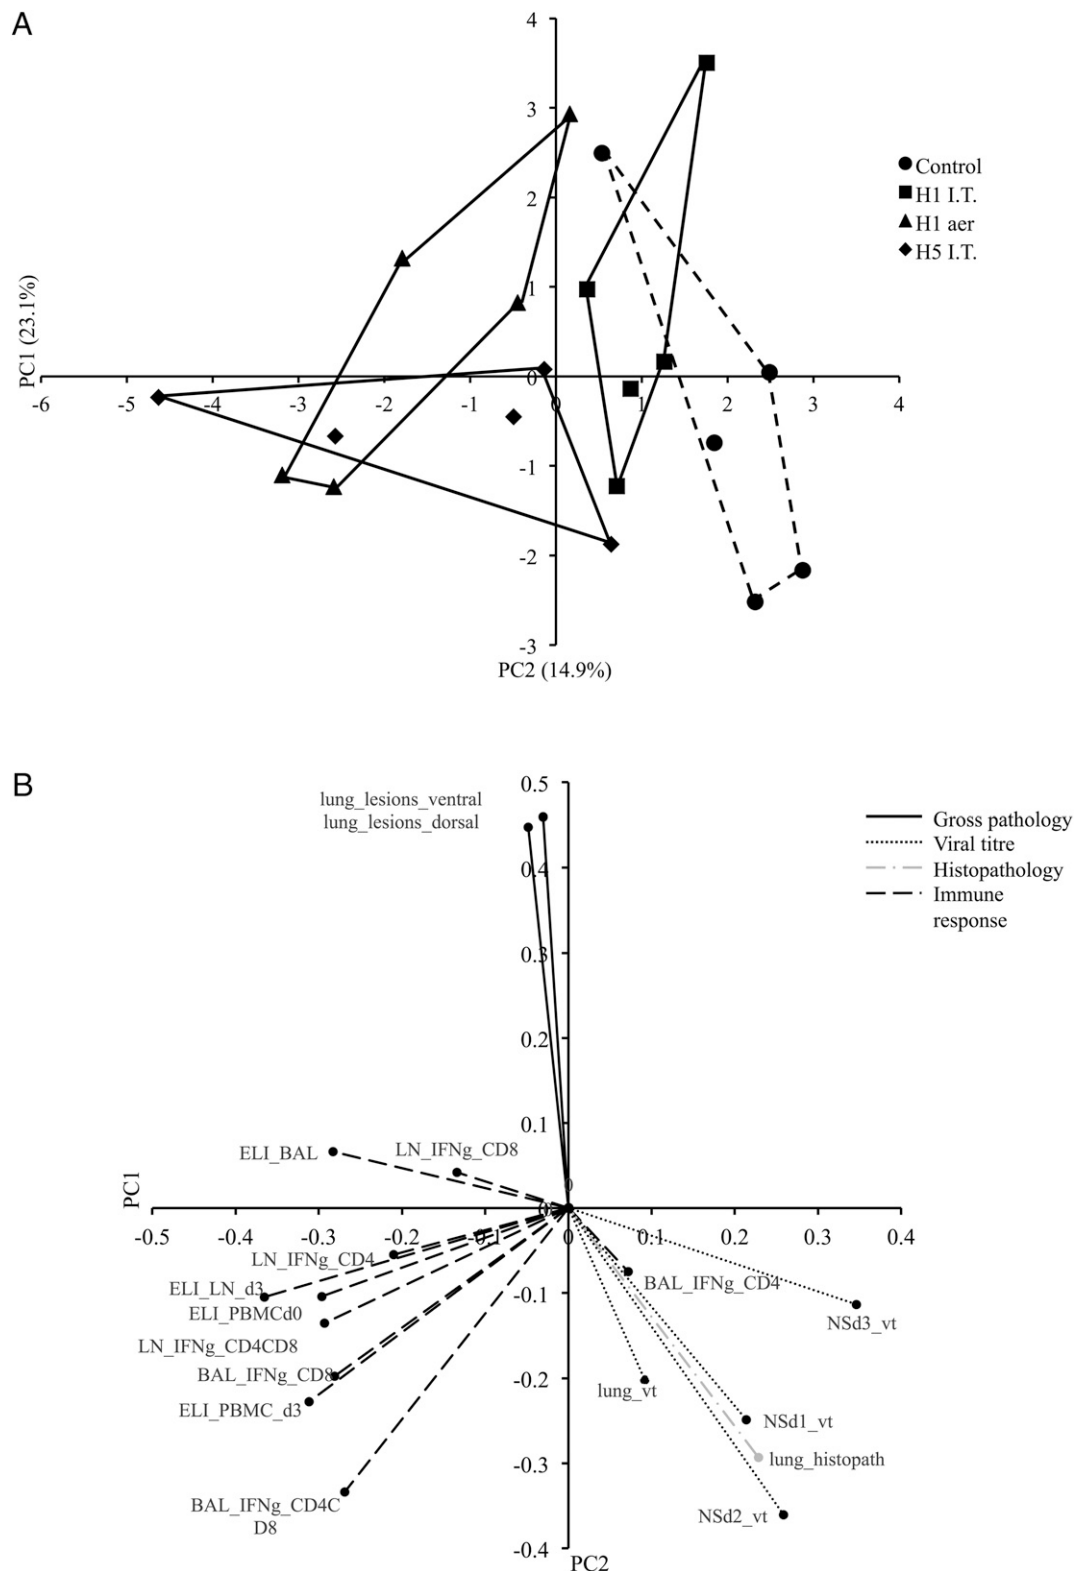 A
4
3
2
1
0
-1
-2
-3
-6
-5
-4
-3
-2
-1
1
2
3
4
PC1 (23.1%)
PC2 (14.9%)
Control
H1 I.T.
H1 aer
H5 I.T.
B
0.5
0.4
0.3
0.2
0.1
0
-0.1
-0.2
-0.3
-0.4
-0.5
-0.4
-0.3
-0.2
-0.1
0
0.1
0.2
0.3
0.4
PC1
PC2
lung_lesions_ventral
lung_lesions_dorsal
Gross pathology
Viral titre
Histopathology
Immune
response
ELI_BAL
LN_IFNg_CD8
LN_IFNg_CD4
ELI_LN_d3
ELI_PBMCd0
LN_IFNg_CD4CD8
BAL_IFNg_CD8
ELI_PBMC_d3
BAL_IFNg_CD4C
D8
BAL_IFNg_CD4
NSd3_vt
lung_vt
NSd1_vt
lung_histopath
NSd2_vt